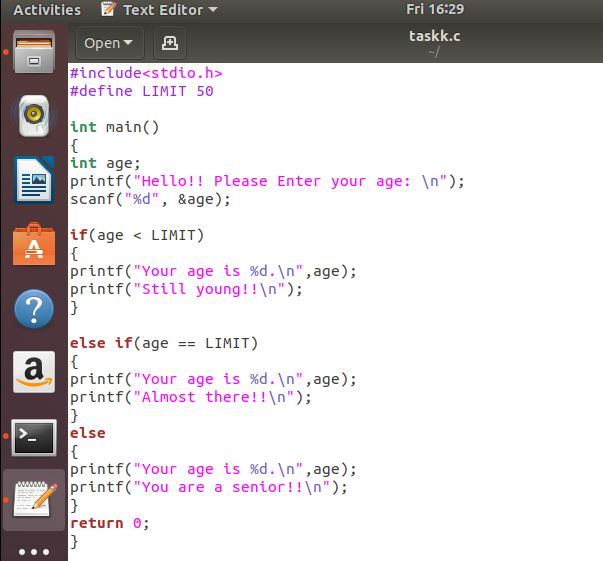 Activities Text Editor Fri 16:29
Open taskk.c
~/
#include<stdio.h>
#define LIMIT 50
int main()
{
int age;
printf("Hello!! Please Enter your age: \n");
scanf("%d", &age);
if(age < LIMIT)
{
printf("Your age is %d.\n",age);
printf("Still young!!\n");
}
else if(age == LIMIT)
{
printf("Your age is %d.\n",age);
printf("Almost there!!\n");
}
else
{
printf("Your age is %d.\n",age);
printf("You are a senior!!\n");
}
return 0;
}